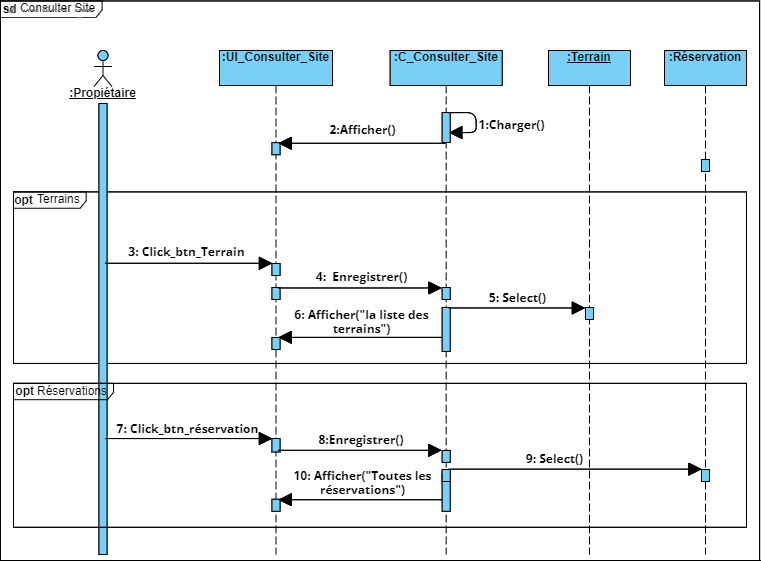 sd Consulter Site
:UI_Consulter_Site
:C_Consulter_Site
:Terrain
:Réservation
:Propiétaire
1:Charger()
2:Afficher()
opt Terrains
3: Click_btn_Terrain
4: Enregistrer()
5: Select()
6: Afficher("la liste des
terrains")
opt Réservations
7: Click_btn_réservation
8:Enregistrer()
9: Select()
10: Afficher("Toutes les
réservations")